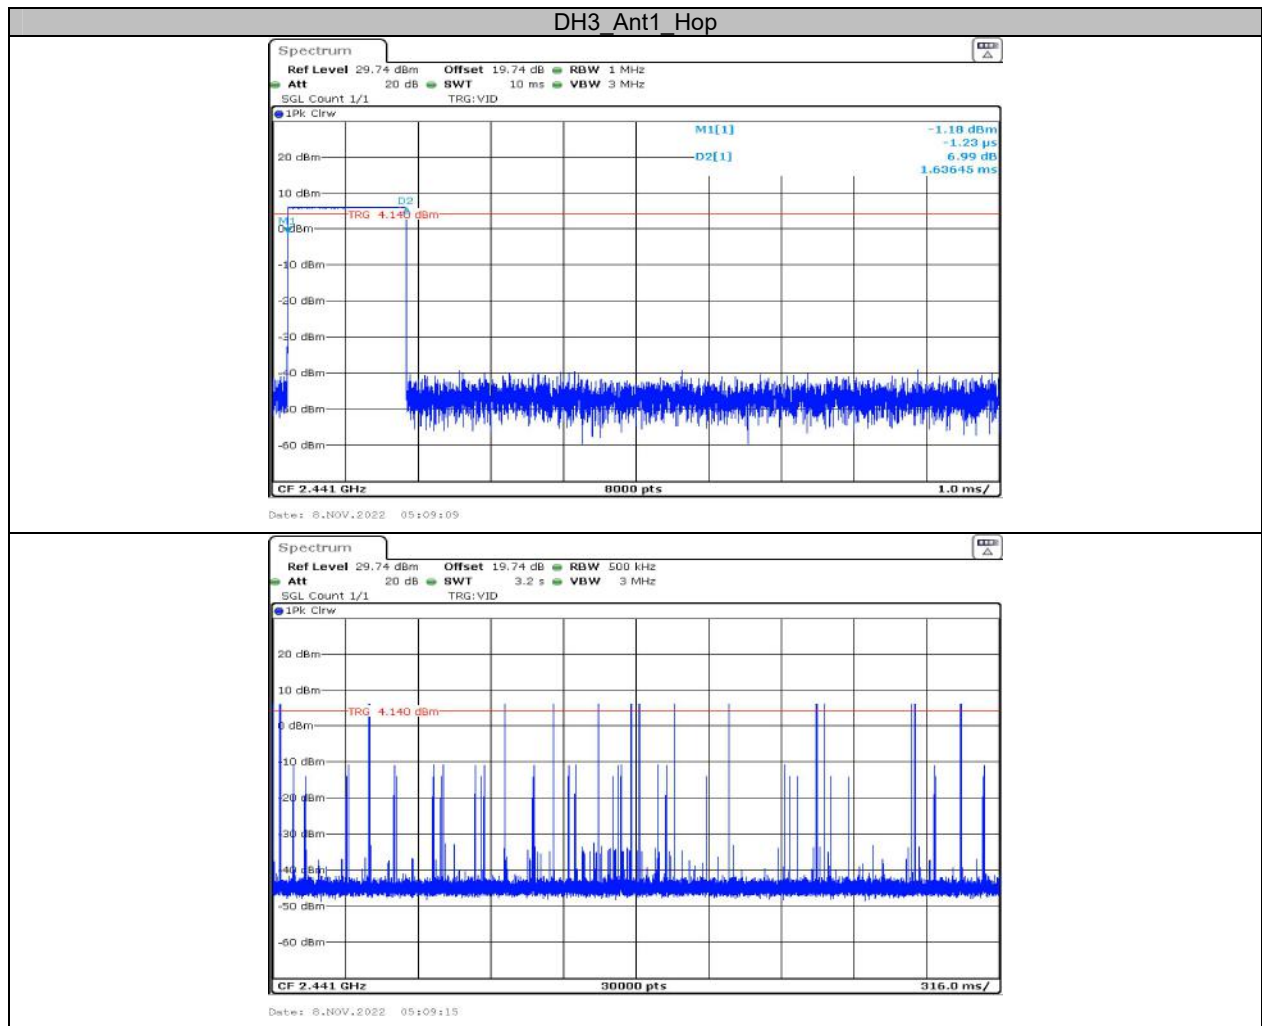 DH3_Ant1_Hop
Spectrum
Ref Level 29.74 dBm Offset 19.74 dB RBW 1 MHz
Att 20 dB SWT 10 ms VBW 3 MHz
SGL Count 1/1 TRG:VID
1Pk Clrw
M1[1] -1.18 dBm
-1.23 µs
20 dBm D2[1] 6.99 dB
1.63645 ms
10 dBm
D2
TRG 4.140 dBm
M1
0 dBm
-10 dBm
-20 dBm
-30 dBm
-40 dBm
-50 dBm
-60 dBm
CF 2.441 GHz 8000 pts 1.0 ms/
Date: 8.NOV.2022 05:09:09
Spectrum
Ref Level 29.74 dBm Offset 19.74 dB RBW 500 kHz
Att 20 dB SWT 3.2 s VBW 3 MHz
SGL Count 1/1 TRG:VID
1Pk Clrw
20 dBm
10 dBm
TRG 4.140 dBm
0 dBm
-10 dBm
-20 dBm
-30 dBm
-40 dBm
-50 dBm
-60 dBm
CF 2.441 GHz 30000 pts 316.0 ms/
Date: 8.NOV.2022 05:09:15